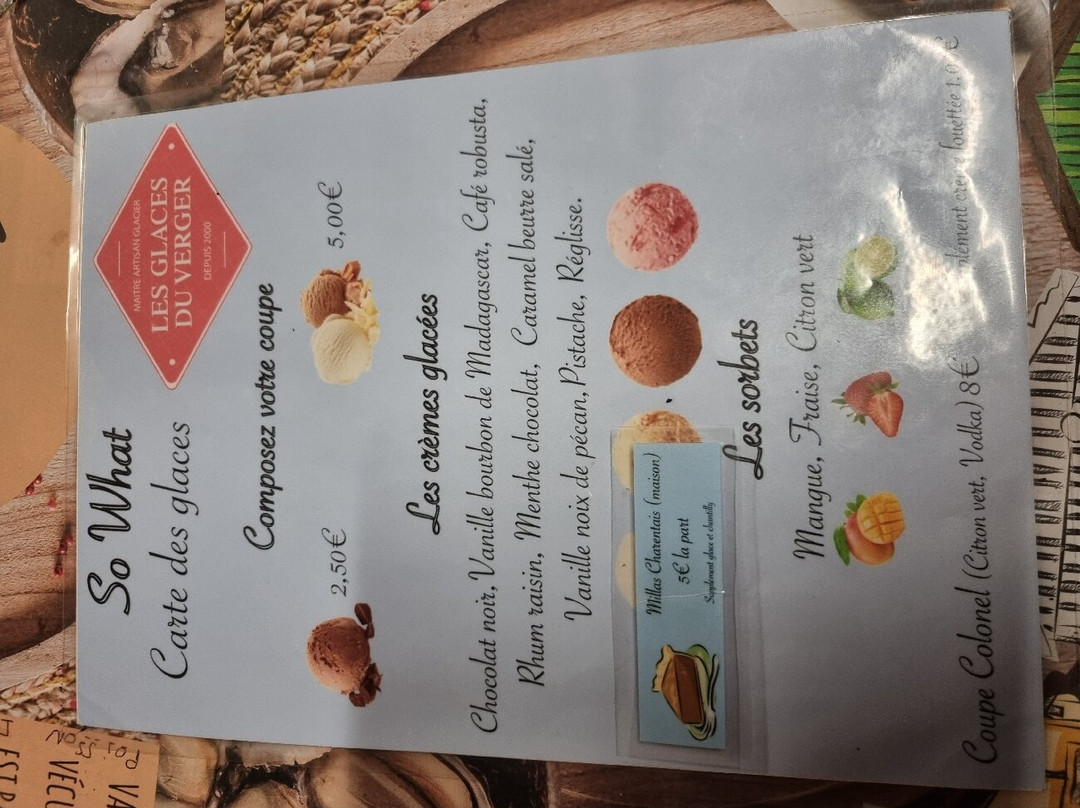 So What
Carte des glaces
MAITRE ARTISAN GLACIER
LES GLACES
DU VERGER
DEPUIS 2000
Composez votre coupe
2,50€
5,00€
Les crèmes glacées
Chocolat noir, Vanille bourbon de Madagascar, Café robusta,
Rhum raisin, Menthe chocolat, Caramel beurre salé,
Vanille noix de pécan, Pistache, Réglisse.
Millas Charentais (maison)
5€ la part
Supplément glace et chantilly
Les sorbets
Mangue, Fraise, Citron vert
Coupe Colonel (Citron vert, Vodka) 8€